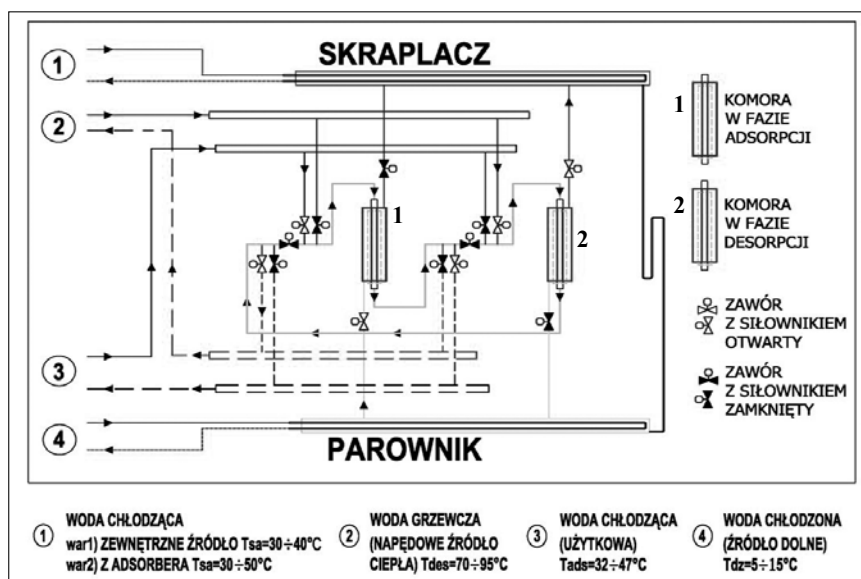 SKRAPLACZ
1
2
3
4
1
2
PAROWNIK
1
KOMORA
W FAZIE
ADSORPCJI
2
KOMORA
W FAZIE
DESORPCJI
ZAWÓR
Z SIŁOWNIKIEM
OTWARTY
ZAWÓR
Z SIŁOWNIKIEM
ZAMKNIĘTY
1
WODA CHŁODZĄCA
war1) ZEWNĘTRZNE ŹRÓDŁO Tsa=30÷40°C
war2) Z ADSORBERA Tsa=30÷50°C
2
WODA GRZEWCZA
(NAPĘDOWE ŹRÓDŁO
CIEPŁA) Tdes=70÷95°C
3
WODA CHŁODZĄCA
(UŻYTKOWA)
Tads=32÷47°C
4
WODA CHŁODZONA
(ŹRÓDŁO DOLNE)
Tdz=5÷15°C